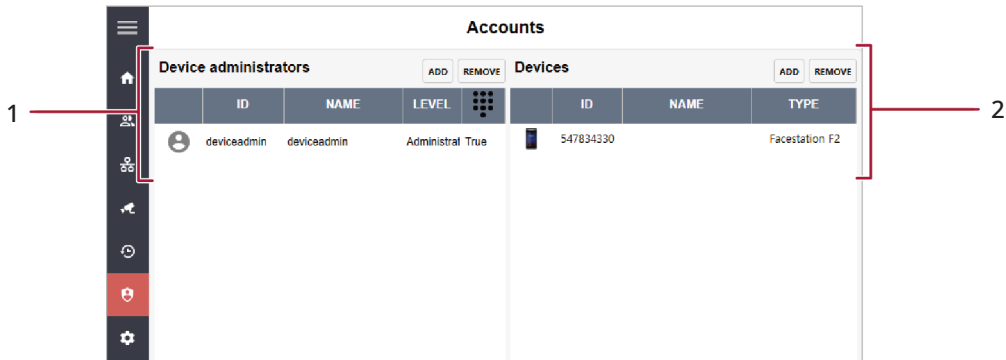 Accounts
Device administrators ADD REMOVE Devices ADD REMOVE
ID NAME LEVEL ID NAME TYPE
1 2
deviceadmin deviceadmin Administrat True 547834330 Facestation F2